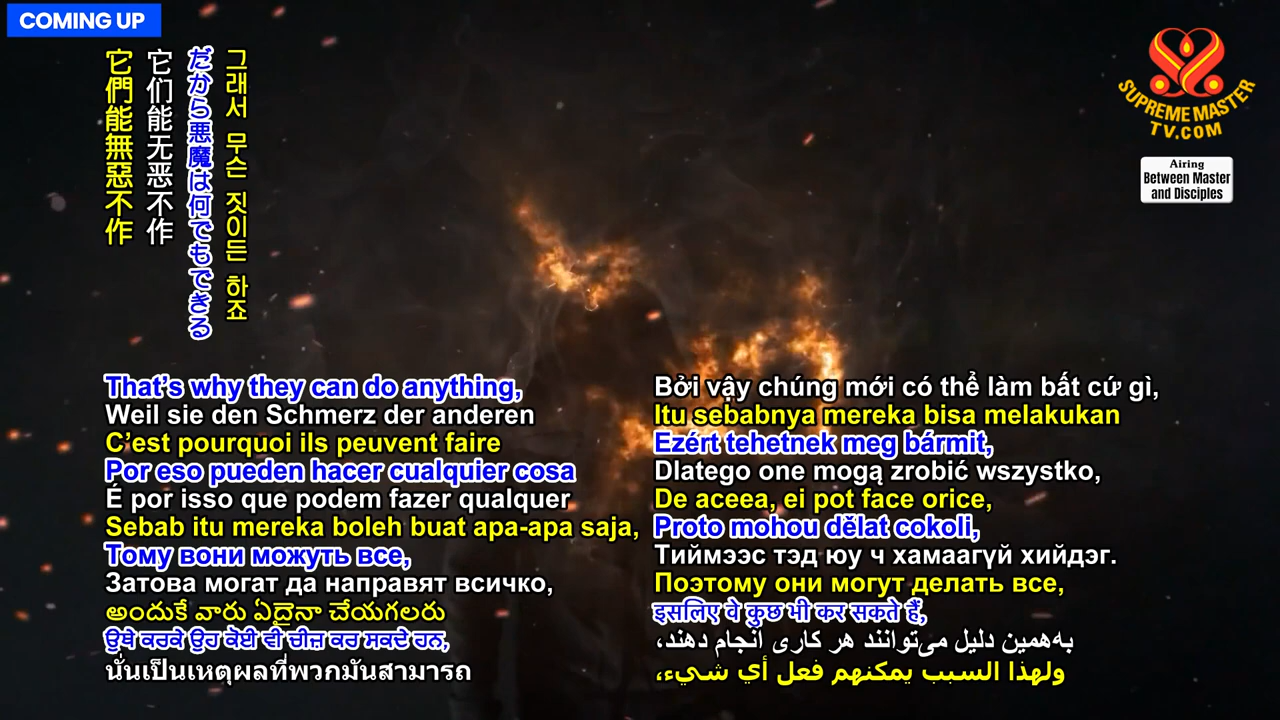 COMING UP
SUPREME MASTER
TV.COM
Airing
Between Master
and Disciples
그래서 무슨 짓이든 하죠
だから悪魔は何でもできる
它们能无恶不作
它們能無惡不作
That's why they can do anything,
Weil sie den Schmerz der anderen
C'est pourquoi ils peuvent faire
Por eso pueden hacer cualquier cosa
É por isso que podem fazer qualquer
Sebab itu mereka boleh buat apa-apa saja,
Тому вони можуть все,
Затова могат да направят всичко,
అందుకే వారు ఏదైనా చేయగలరు
ਉਥੇ ਕਰਕੇ ਉਹ ਕੋਈ ਵੀ ਚੀਜ਼ ਕਰ ਸਕਦੇ ਹਨ,
นั่นเป็นเหตุผลที่พวกมันสามารถ
Bởi vậy chúng mới có thể làm bất cứ gì,
Itu sebabnya mereka bisa melakukan
Ezért tehetnek meg bármit,
Dlatego one mogą zrobić wszystko,
De aceea, ei pot face orice,
Proto mohou dělat cokoli,
Тиймээс тэд юу ч хамаагүй хийдэг.
Поэтому они могут делать все,
इसलिए वे कुछ भी कर सकते हैं,
به‌همین دلیل می‌توانند هر کاری انجام دهند،
ولهذا السبب يمكنهم فعل أي شيء،